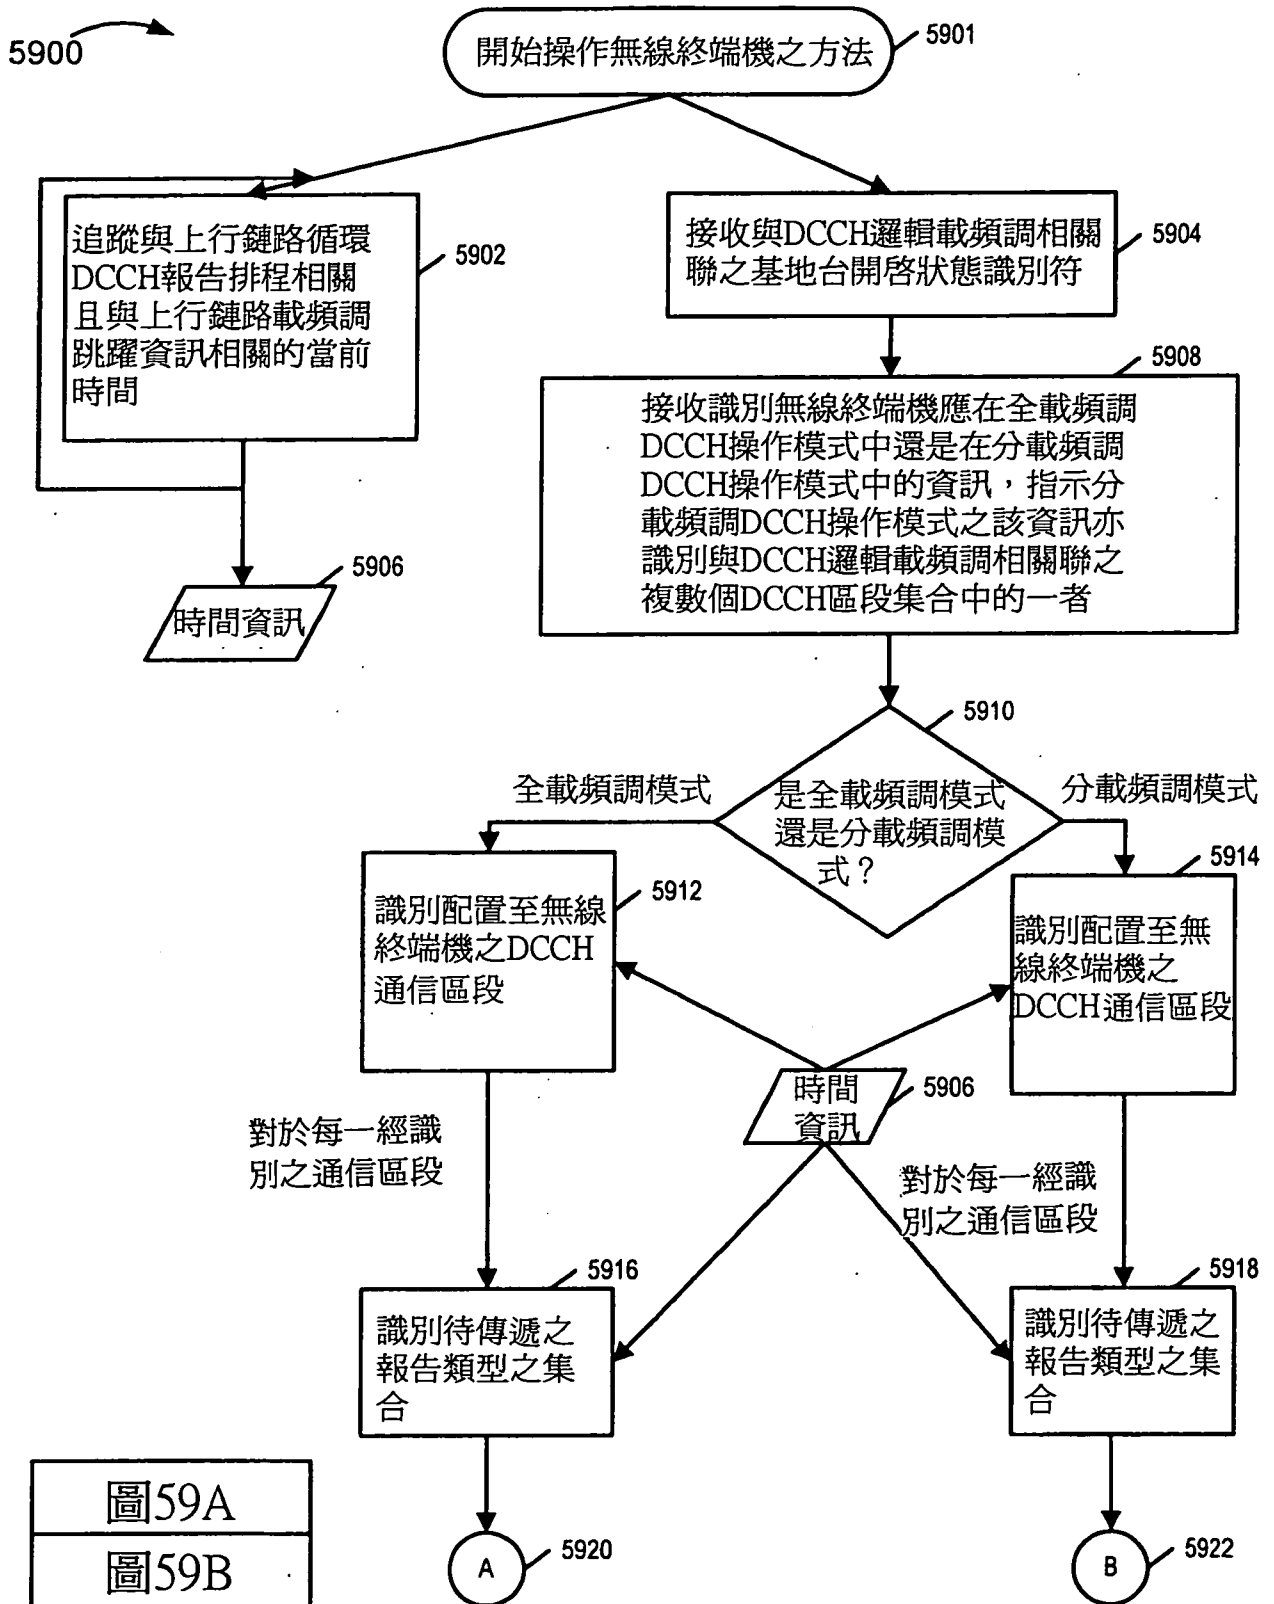 5900
開始操作無線終端機之方法
5901
追蹤與上行鏈路循環
DCCH報告排程相關
且與上行鏈路載頻調
跳躍資訊相關的當前
時間
5902
接收與DCCH邏輯載頻調相關
聯之基地台開啓狀態識別符
5904
5906
時間資訊
5908
接收識別無線終端機應在全載頻調
DCCH操作模式中還是在分載頻調
DCCH操作模式中的資訊，指示分
載頻調DCCH操作模式之該資訊亦
識別與DCCH邏輯載頻調相關聯之
複數個DCCH區段集合中的一者
5910
全載頻調模式
是全載頻調模式
還是分載頻調模
式？
分載頻調模式
5912
識別配置至無線
終端機之DCCH
通信區段
5914
識別配置至無
線終端機之
DCCH通信區段
時間
資訊
5906
對於每一經識
別之通信區段
對於每一經識
別之通信區段
5916
識別待傳遞之
報告類型之集
合
5918
識別待傳遞之
報告類型之集
合
圖59A
圖59B
A
5920
B
5922